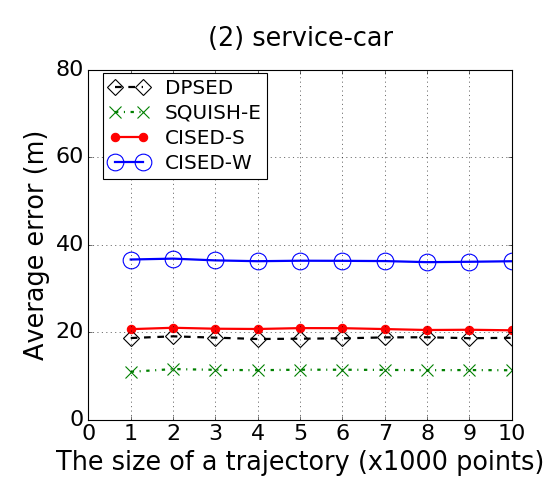 (2) service-car
Average error (m)
80
60
40
20
0
DPSED
SQUISH-E
CISED-S
CISED-W
0 1 2 3 4 5 6 7 8 9 10
The size of a trajectory (x1000 points)